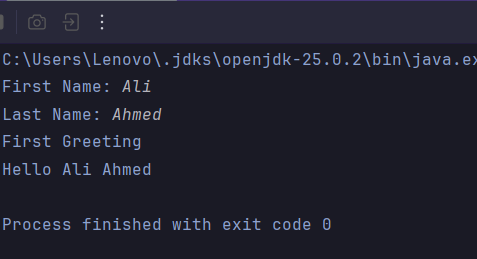 C:\Users\Lenovo\.jdks\openjdk-25.0.2\bin\java.ex
First Name: Ali
Last Name: Ahmed
First Greeting
Hello Ali Ahmed
Process finished with exit code 0